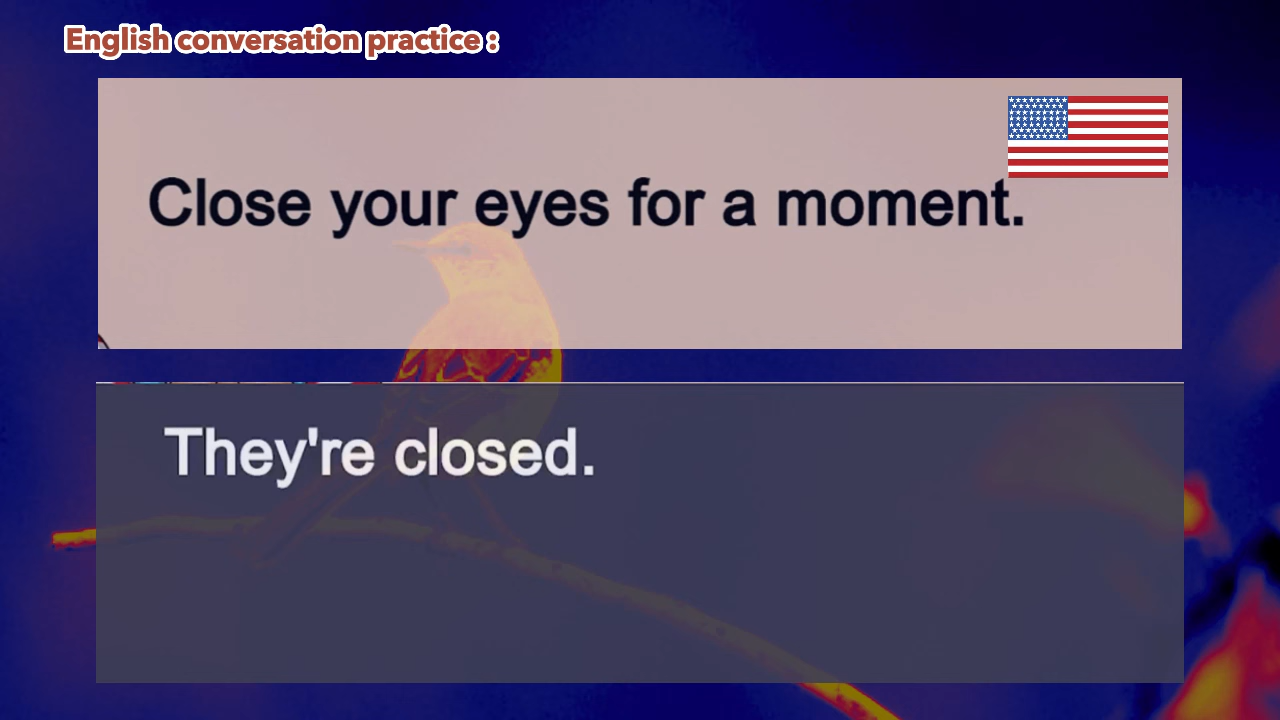 English conversation practice :
Close your eyes for a moment.
They're closed.